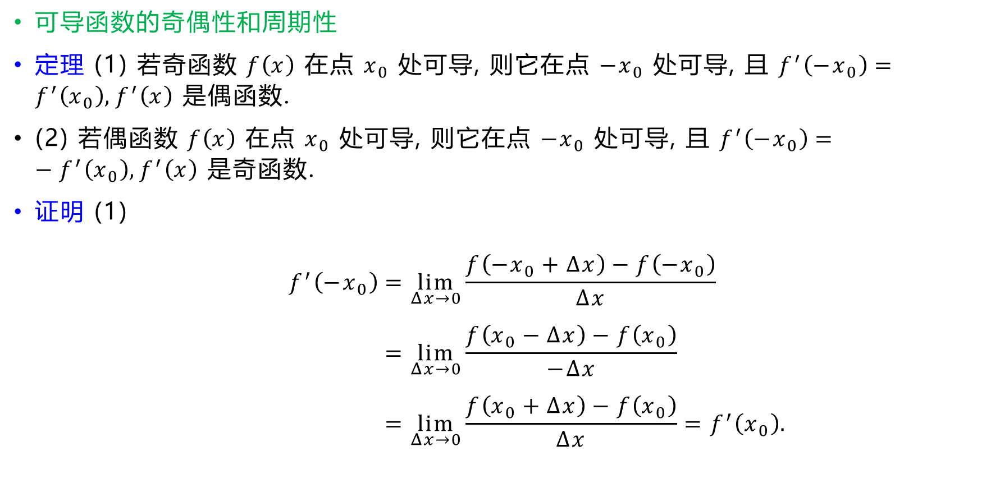 • 可导函数的奇偶性和周期性
• 定理 (1) 若奇函数 $f(x)$ 在点 $x_0$ 处可导, 则它在点 $-x_0$ 处可导, 且 $f'(-x_0) =$
$f'(x_0), f'(x)$ 是偶函数.
• (2) 若偶函数 $f(x)$ 在点 $x_0$ 处可导, 则它在点 $-x_0$ 处可导, 且 $f'(-x_0) =$
$-f'(x_0), f'(x)$ 是奇函数.
• 证明 (1)
$f'(-x_0) = \lim_{\Delta x \to 0} \frac{f(-x_0 + \Delta x) - f(-x_0)}{\Delta x}$
$= \lim_{\Delta x \to 0} \frac{f(x_0 - \Delta x) - f(x_0)}{-\Delta x}$
$= \lim_{\Delta x \to 0} \frac{f(x_0 + \Delta x) - f(x_0)}{\Delta x} = f'(x_0).$